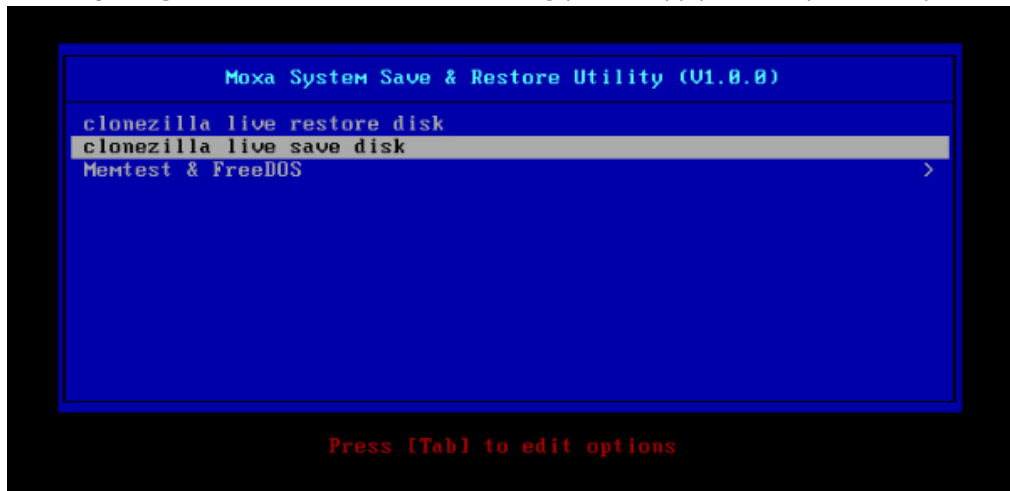 Moxa System Save & Restore Utility (V1.0.0)
clonezilla live restore disk
clonezilla live save disk
Memtest & FreeDOS >
Press [Tab] to edit options